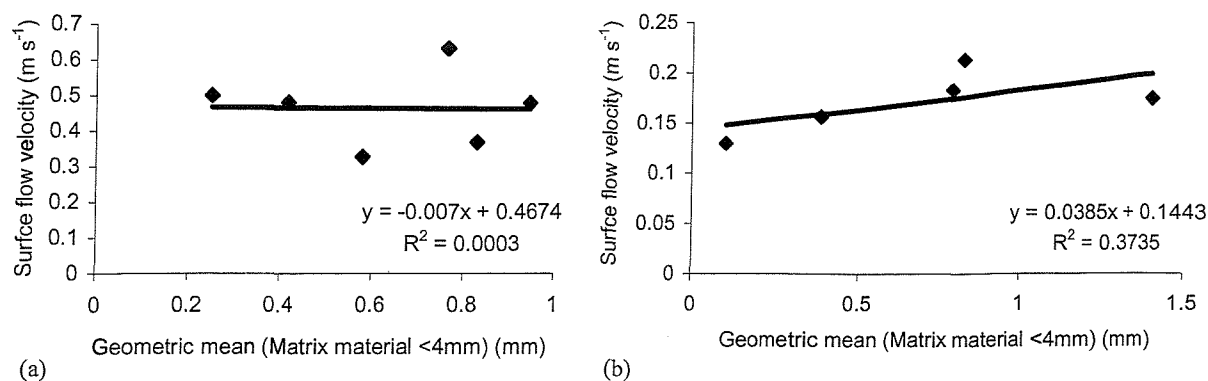 Surfce flow velocity (m s⁻¹)
0.7
0.6
0.5
0.4
0.3
0.2
0.1
0
y = -0.007x + 0.4674
R² = 0.0003
0
0.2
0.4
0.6
0.8
1
Geometric mean (Matrix material <4mm) (mm)
(a)
Surfce flow velocity (m s⁻¹)
0.25
0.2
0.15
0.1
0.05
0
y = 0.0385x + 0.1443
R² = 0.3735
0
0.5
1
1.5
Geometric mean (Matrix material <4mm) (mm)
(b)